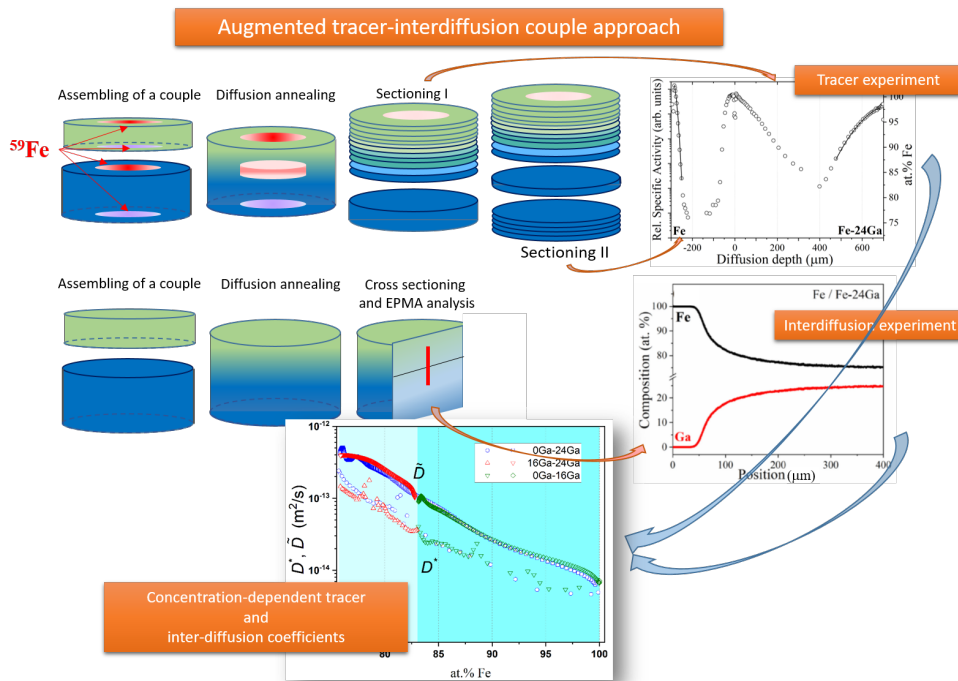 Augmented tracer-interdiffusion couple approach
Assembling of a couple
Diffusion annealing
Sectioning I
Sectioning II
⁵⁹Fe
Tracer experiment
Rel. Specific Activity (arb. units)
100
95
90
85
80
75
at.% Fe
Fe
Fe-24Ga
-200 0 200 400 600
Diffusion depth (μm)
Assembling of a couple
Diffusion annealing
Cross sectioning
and EPMA analysis
Fe / Fe-24Ga
Fe
Interdiffusion experiment
Composition (at. %)
100
80
20
0
Ga
0 100 200 300 400
Position (μm)
10⁻¹²
10⁻¹³
10⁻¹⁴
D*, D̃ (m²/s)
0Ga-24Ga
16Ga-24Ga
0Ga-16Ga
D̃
D*
80 85 90 95 100
at.% Fe
Concentration-dependent tracer
and
inter-diffusion coefficients